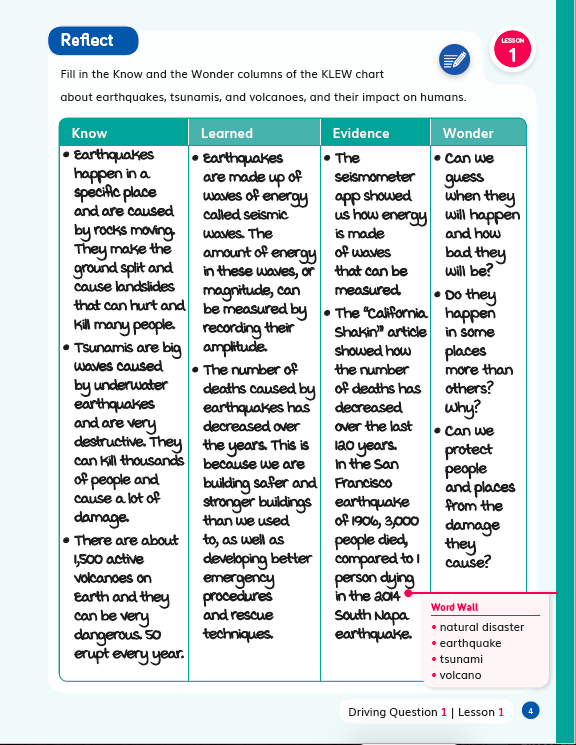 Reflect
LESSON
1
Fill in the Know and the Wonder columns of the KLEW chart
about earthquakes, tsunamis, and volcanoes, and their impact on humans.
Know
• Earthquakes
happen in a
specific place
and are caused
by rocks moving.
They make the
ground split and
cause landslides
that can hurt and
kill many people.
• Tsunamis are big
waves caused
by underwater
earthquakes
and are very
destructive. They
can kill thousands
of people and
cause a lot of
damage.
• There are about
1,500 active
volcanoes on
Earth and they
can be very
dangerous. 50
erupt every year.
Learned
• Earthquakes
are made up of
waves of energy
called seismic
waves. The
amount of energy
in these waves, or
magnitude, can
be measured by
recording their
amplitude.
• The number of
deaths caused by
earthquakes has
decreased over
the years. This is
because we are
building safer and
stronger buildings
than we used
to, as well as
developing better
emergency
procedures
and rescue
techniques.
Evidence
• The
seismometer
app showed
us how energy
is made
of waves
that can be
measured.
• The "California
Shakin'" article
showed how
the number
of deaths has
decreased
over the last
120 years.
In the San
Francisco
earthquake
of 1906, 3,000
people died,
compared to 1
person dying
in the 2014
South Napa
earthquake.
Wonder
• Can we
guess
when they
will happen
and how
bad they
will be?
• Do they
happen
in some
places
more than
others?
Why?
• Can we
protect
people
and places
from the
damage
they
cause?
Word Wall
• natural disaster
• earthquake
• tsunami
• volcano
Driving Question 1 | Lesson 1
4